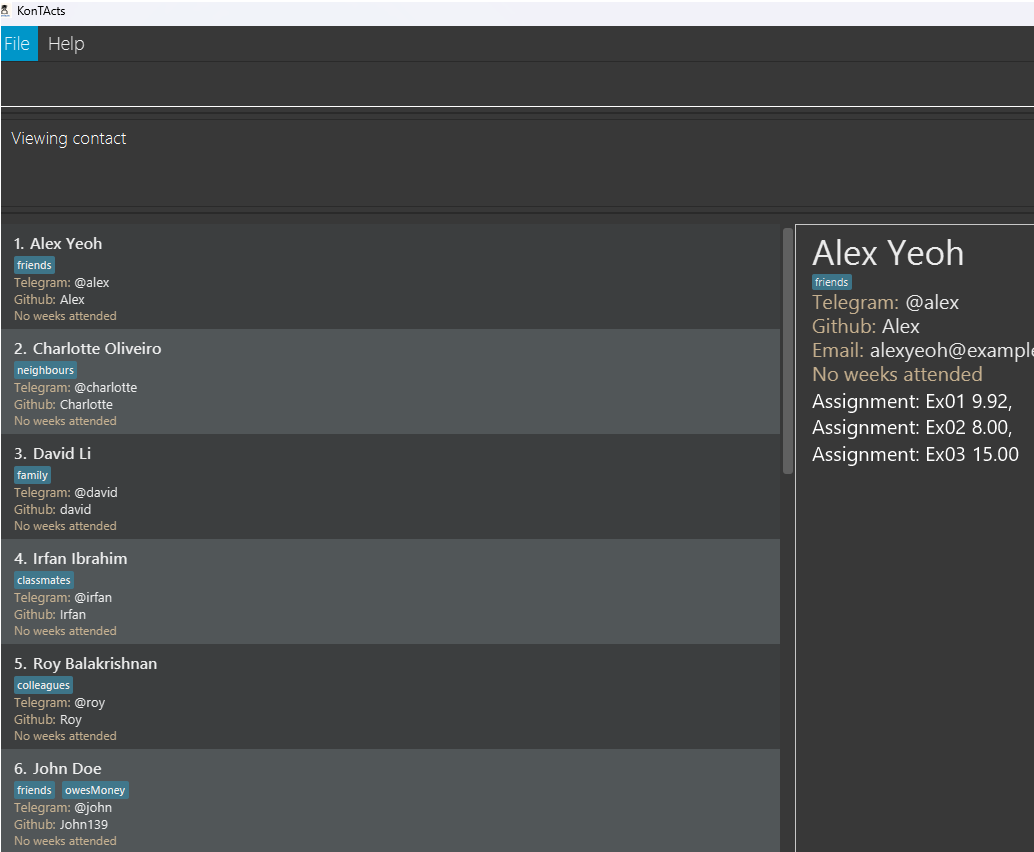 KonTActs
File Help
Viewing contact
1. Alex Yeoh
friends
Telegram: @alex
Github: Alex
No weeks attended
2. Charlotte Oliveiro
neighbours
Telegram: @charlotte
Github: Charlotte
No weeks attended
3. David Li
family
Telegram: @david
Github: david
No weeks attended
4. Irfan Ibrahim
classmates
Telegram: @irfan
Github: Irfan
No weeks attended
5. Roy Balakrishnan
colleagues
Telegram: @roy
Github: Roy
No weeks attended
6. John Doe
friends owesMoney
Telegram: @john
Github: John139
No weeks attended
Alex Yeoh
friends
Telegram: @alex
Github: Alex
Email: alexyeoh@example
No weeks attended
Assignment: Ex01 9.92,
Assignment: Ex02 8.00,
Assignment: Ex03 15.00